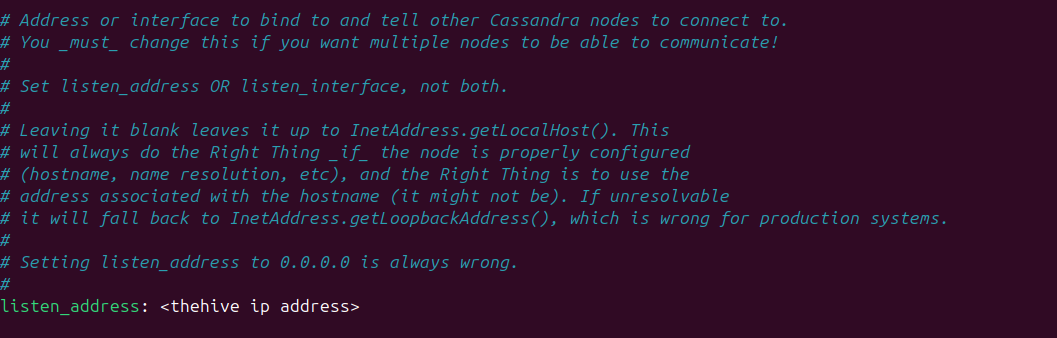 # Address or interface to bind to and tell other Cassandra nodes to connect to.
# You _must_ change this if you want multiple nodes to be able to communicate!
#
# Set listen_address OR listen_interface, not both.
#
# Leaving it blank leaves it up to InetAddress.getLocalHost(). This
# will always do the Right Thing _if_ the node is properly configured
# (hostname, name resolution, etc), and the Right Thing is to use the
# address associated with the hostname (it might not be). If unresolvable
# it will fall back to InetAddress.getLoopbackAddress(), which is wrong for production systems.
#
# Setting listen_address to 0.0.0.0 is always wrong.
#
listen_address: <thehive ip address>